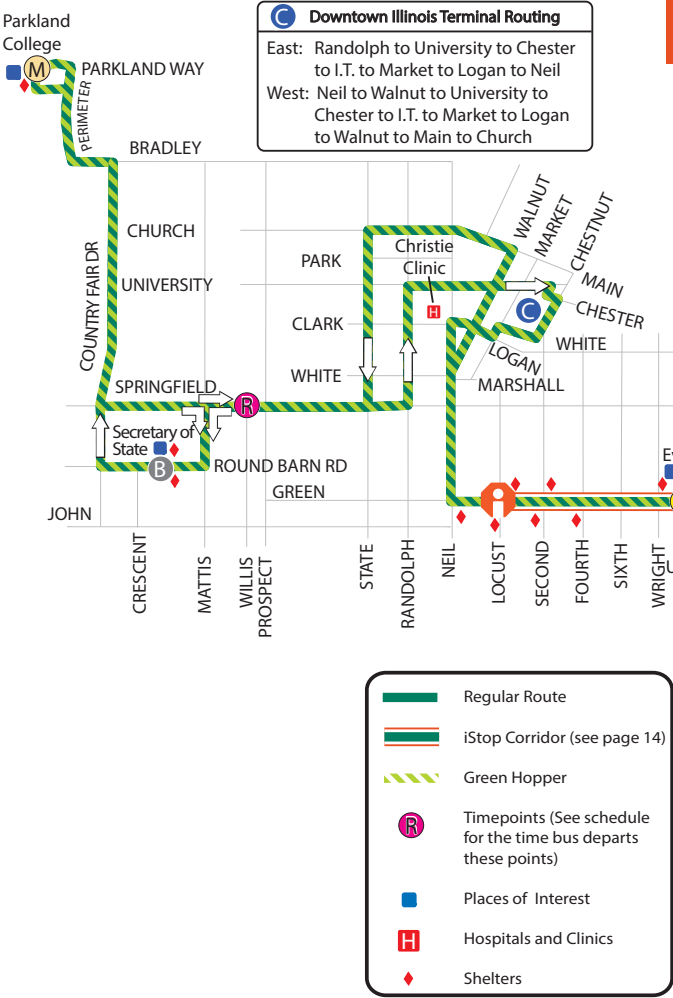 C Downtown Illinois Terminal Routing
East: Randolph to University to Chester
to I.T. to Market to Logan to Neil
West: Neil to Walnut to University to
Chester to I.T. to Market to Logan
to Walnut to Main to Church
Parkland
College
M
PARKLAND WAY
PERIMETER
BRADLEY
CHURCH
UNIVERSITY
COUNTRY FAIR DR
SPRINGFIELD
R
Secretary of
State
B
ROUND BARN RD
GREEN
JOHN
PARK
CLARK
WHITE
Christie
Clinic
H
WALNUT
MARKET
CHESTNUT
MAIN
CHESTER
C
WHITE
LOGAN
MARSHALL
CRESCENT
MATTIS
WILLIS
PROSPECT
STATE
RANDOLPH
NEIL
LOCUST
SECOND
FOURTH
SIXTH
WRIGHT
Regular Route
iStop Corridor (see page 14)
Green Hopper
R
Timepoints (See schedule
for the time bus departs
these points)
Places of Interest
H
Hospitals and Clinics
Shelters